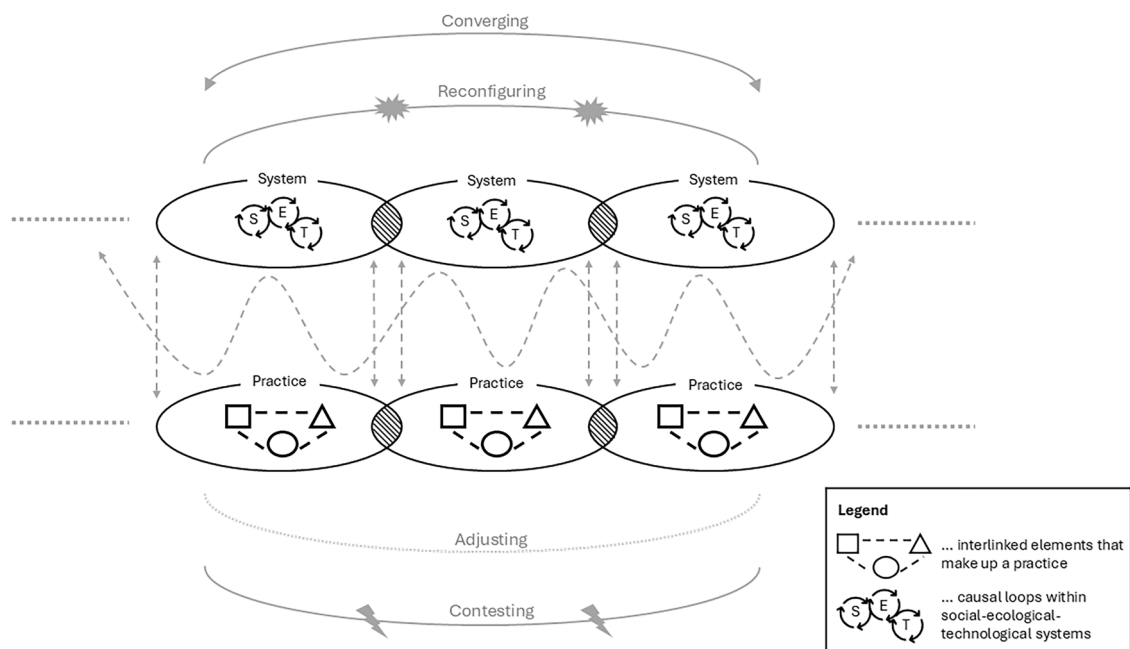 Converging
Reconfiguring
System
System
System
S
E
T
S
E
T
S
E
T
Practice
Practice
Practice
Adjusting
Contesting
Legend
... interlinked elements that
make up a practice
S
E
T
... causal loops within
social-ecological-
technological systems